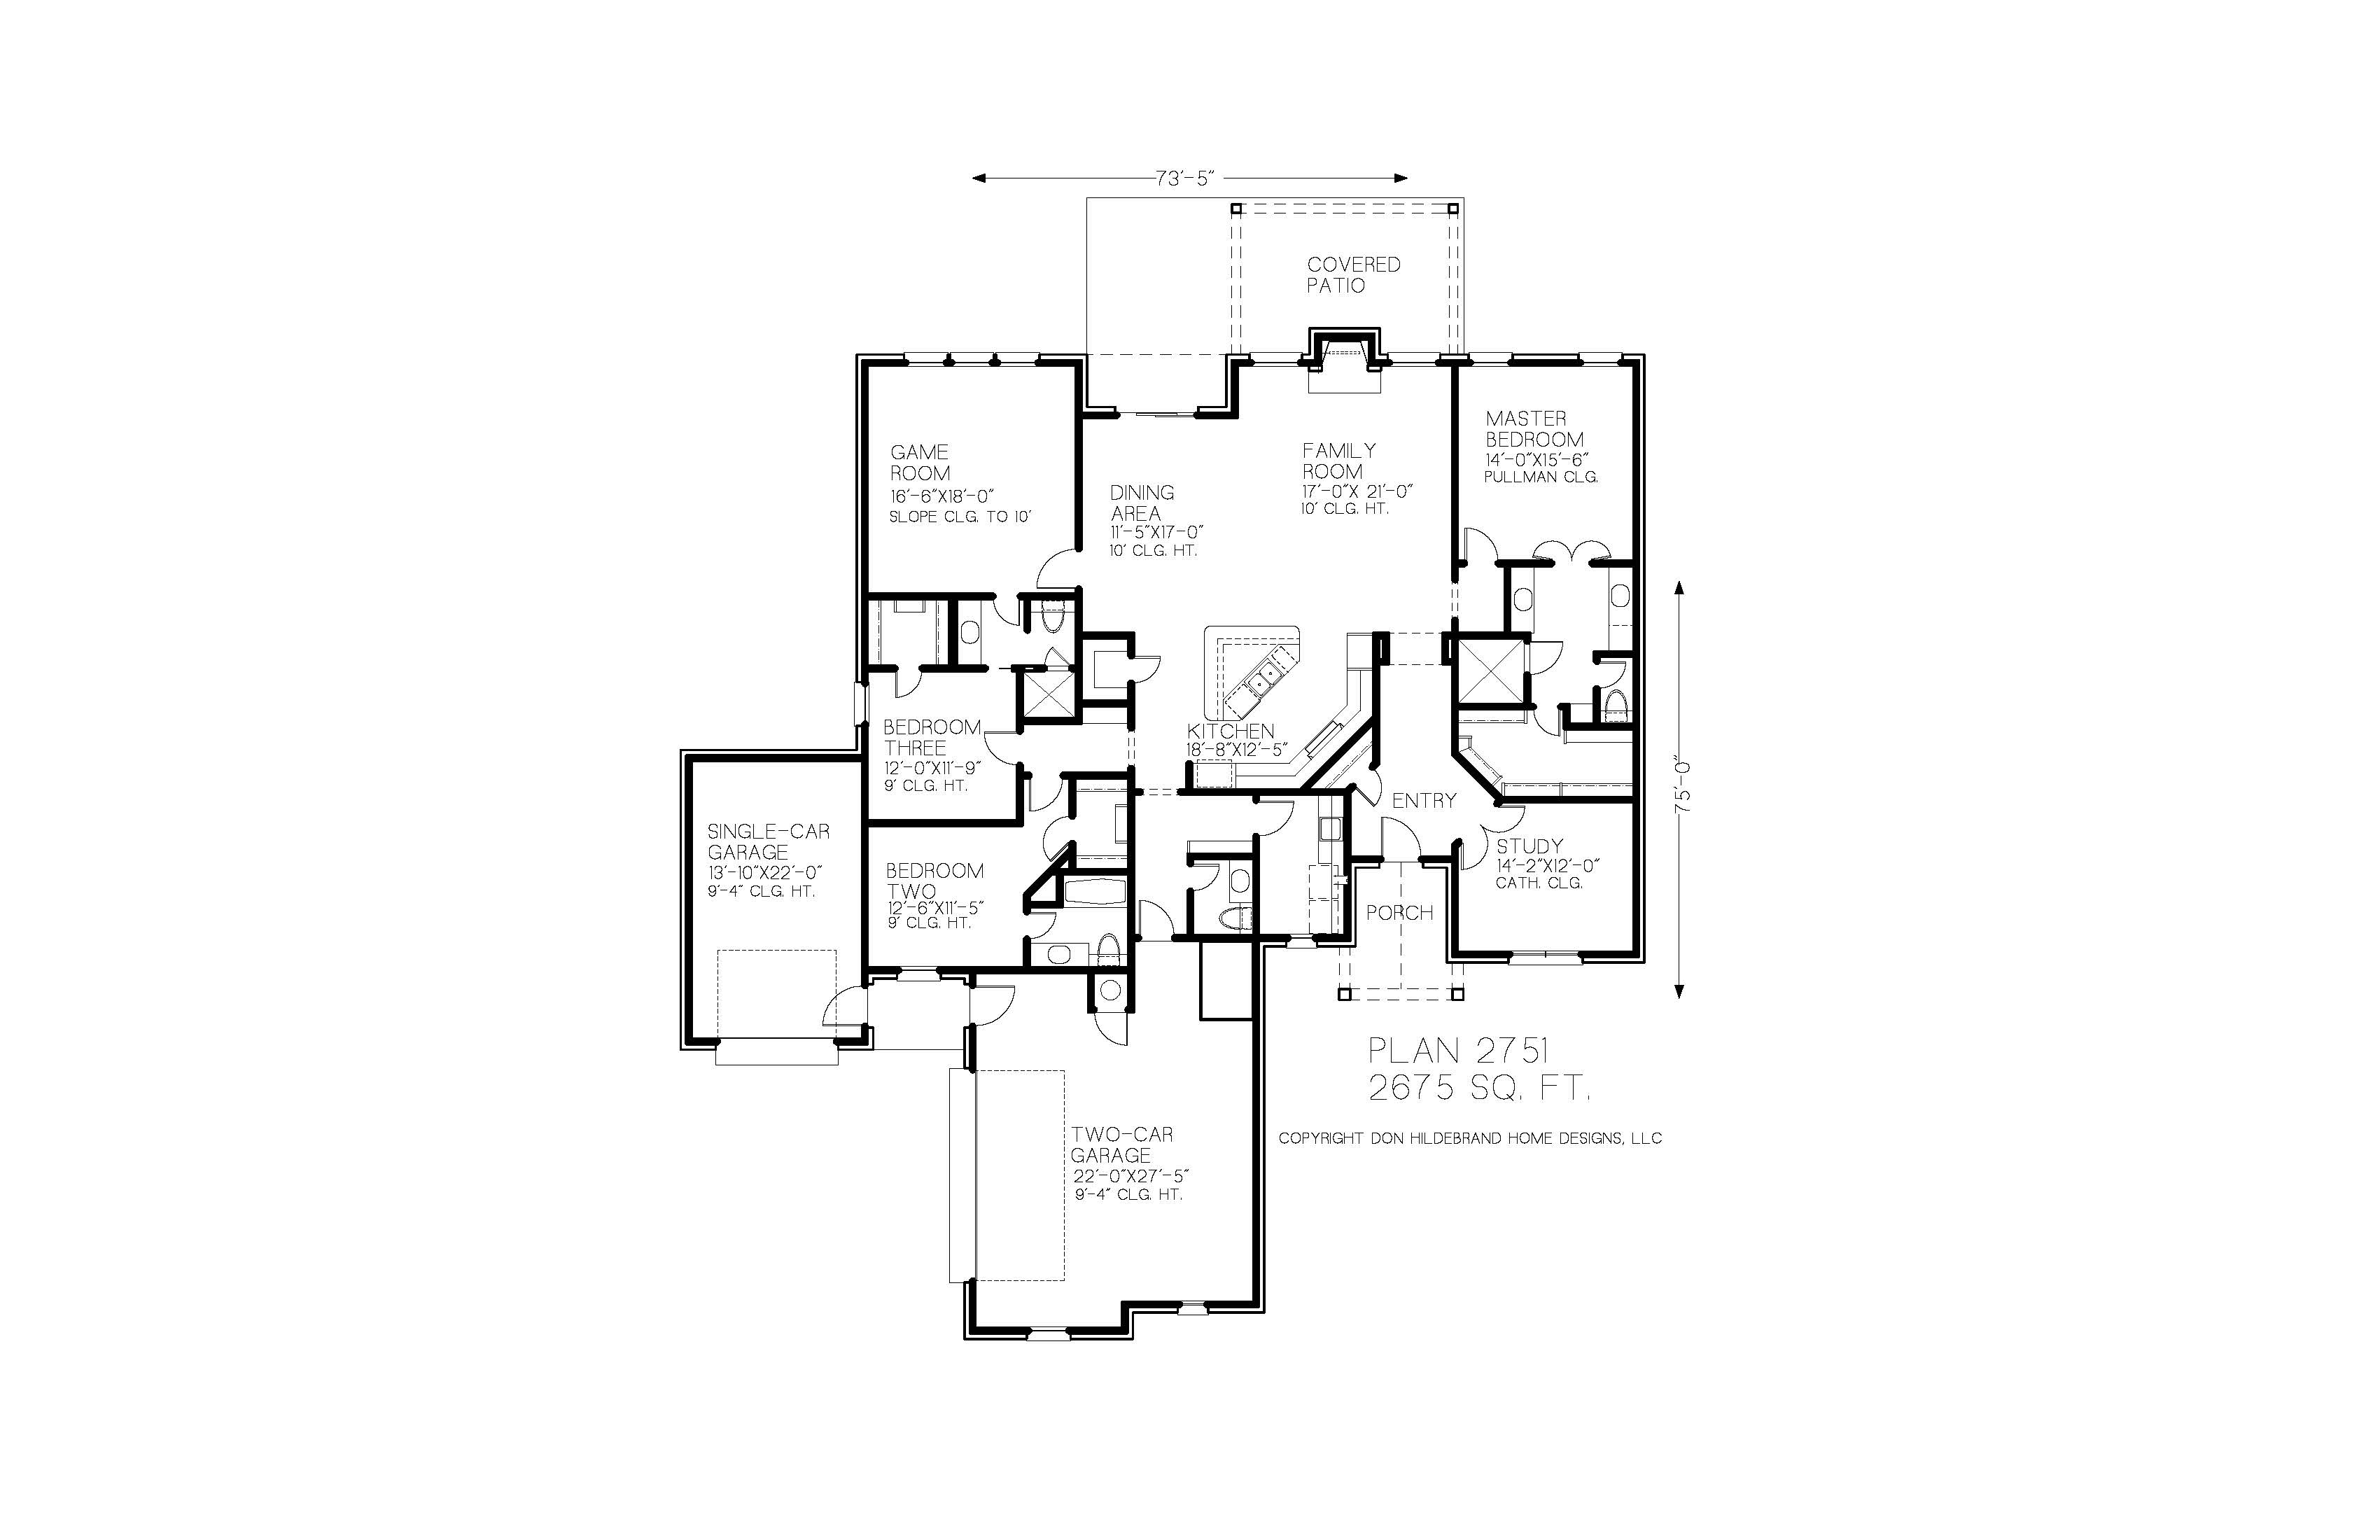 73'-5"
COVERED
PATIO
GAME
ROOM
16'-6"X18'-0"
SLOPE CLG. TO 10'
DINING
AREA
11'-5"X17'-0"
10' CLG. HT.
FAMILY
ROOM
17'-0"X 21'-0"
10' CLG. HT.
MASTER
BEDROOM
14'-0"X15'-6"
PULLMAN CLG.
BEDROOM
THREE
12'-0"X11'-9"
9' CLG. HT.
KITCHEN
18'-8"X12'-5"
75'-0"
ENTRY
SINGLE-CAR
GARAGE
13'-10"X22'-0"
9'-4" CLG. HT.
BEDROOM
TWO
12'-6"X11'-5"
9' CLG. HT.
STUDY
14'-2"X12'-0"
CATH. CLG.
PORCH
PLAN 2751
2675 SQ. FT.
COPYRIGHT DON HILDEBRAND HOME DESIGNS, LLC
TWO-CAR
GARAGE
22'-0"X27'-5"
9'-4" CLG. HT.